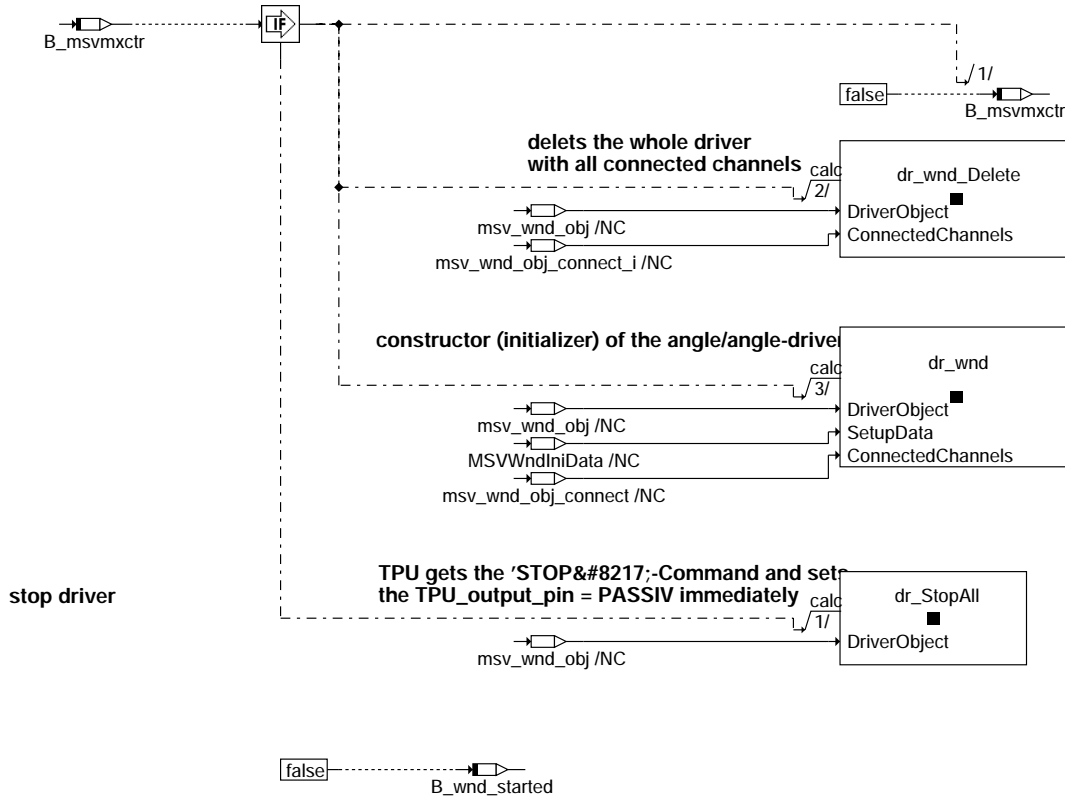 IF
B_msvmxctr
1/
false
B_msvmxctr
delets the whole driver
with all connected channels
calc
2/
dr_wnd_Delete
msv_wnd_obj /NC
DriverObject
msv_wnd_obj_connect_i /NC
ConnectedChannels
constructor (initializer) of the angle/angle-driver
calc
3/
dr_wnd
msv_wnd_obj /NC
DriverObject
MSVWndIniData /NC
SetupData
msv_wnd_obj_connect /NC
ConnectedChannels
stop driver
TPU gets the 'STOP&#8217;-Command and sets
the TPU_output_pin = PASSIV immediately
calc
1/
dr_StopAll
msv_wnd_obj /NC
DriverObject
false
B_wnd_started